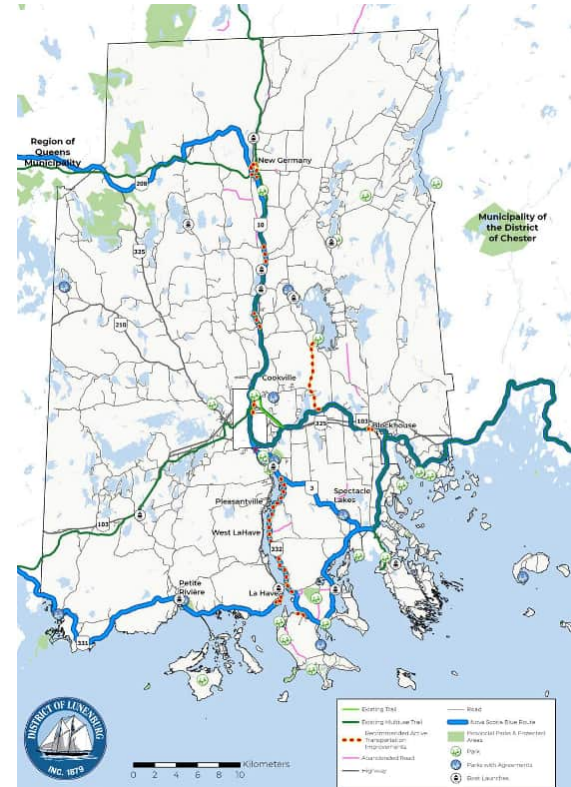 Region of
Queens
Municipality
New Germany
208
10
325
210
Municipality of
the District
of Chester
Cookville
325
103
Blockhouse
3
Pleasantville
Spectacle
Lakes
103
West LaHave
332
Petite
Rivière
La Have
331
DISTRICT OF LUNENBURG
INC. 1879
0 2 4 6 8 10 Kilometers
Existing Trail
Existing Multiuse Trail
Recommended Active
Transportation
Improvements
Abandoned Road
Highway
Road
Nova Scotia Blue Route
Provincial Parks & Protected
Areas
Park
Parks with Agreements
Boat Launches